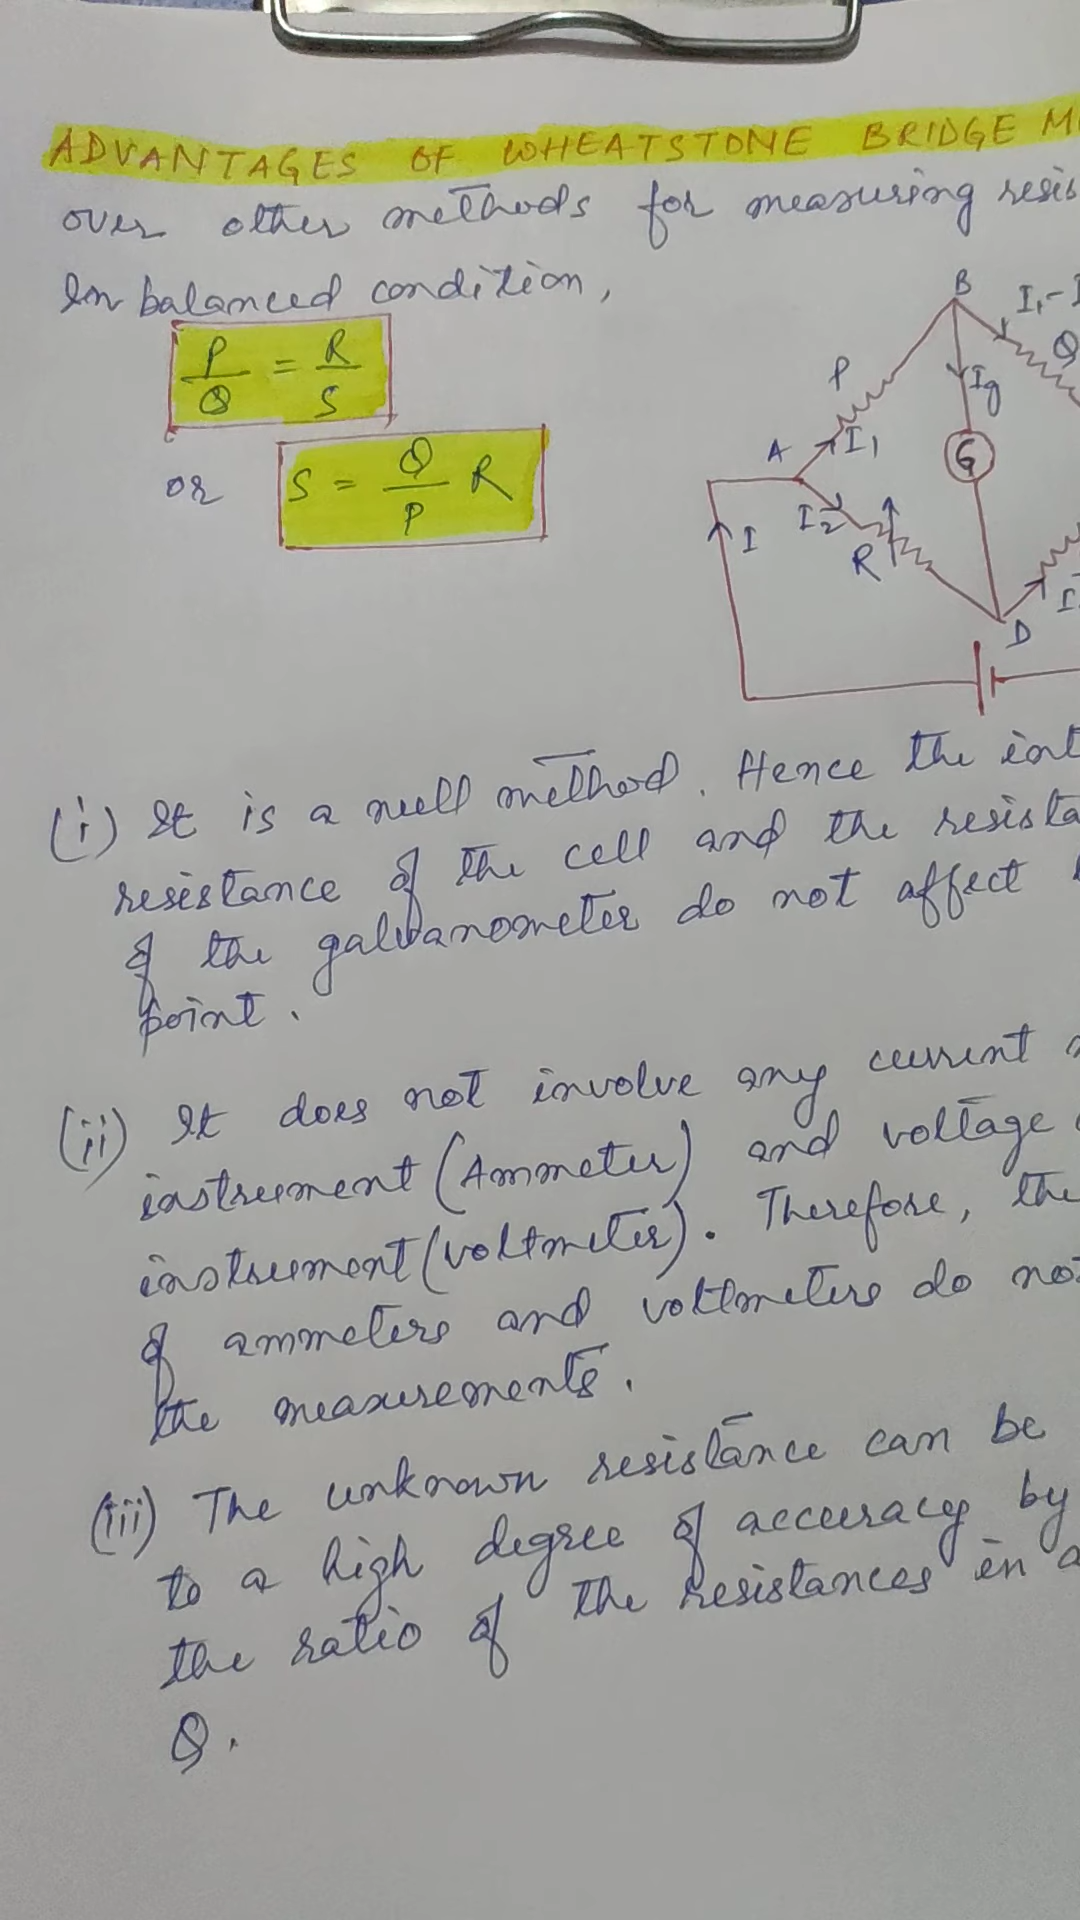 ADVANTAGES OF WHEATSTONE BRIDGE M
over other methods for measuring resis
In balanced condition,
P/Q = R/S
or S = Q/P R
B
I₁-I
P
Q
Ig
A
I₁
G
I₂
I
R
I
D
(i) It is a null method. Hence the int
resistance of the cell and the resista
of the galvanometer do not affect
point.
(ii) It does not involve any current
instrument (Ammeter) and voltage
instrument (voltmeter). Therefore, the
of ammeters and voltmeters do not
the measurements.
(iii) The unknown resistance can be
to a high degree of accuracy by
the ratio of the resistances in a
Q.